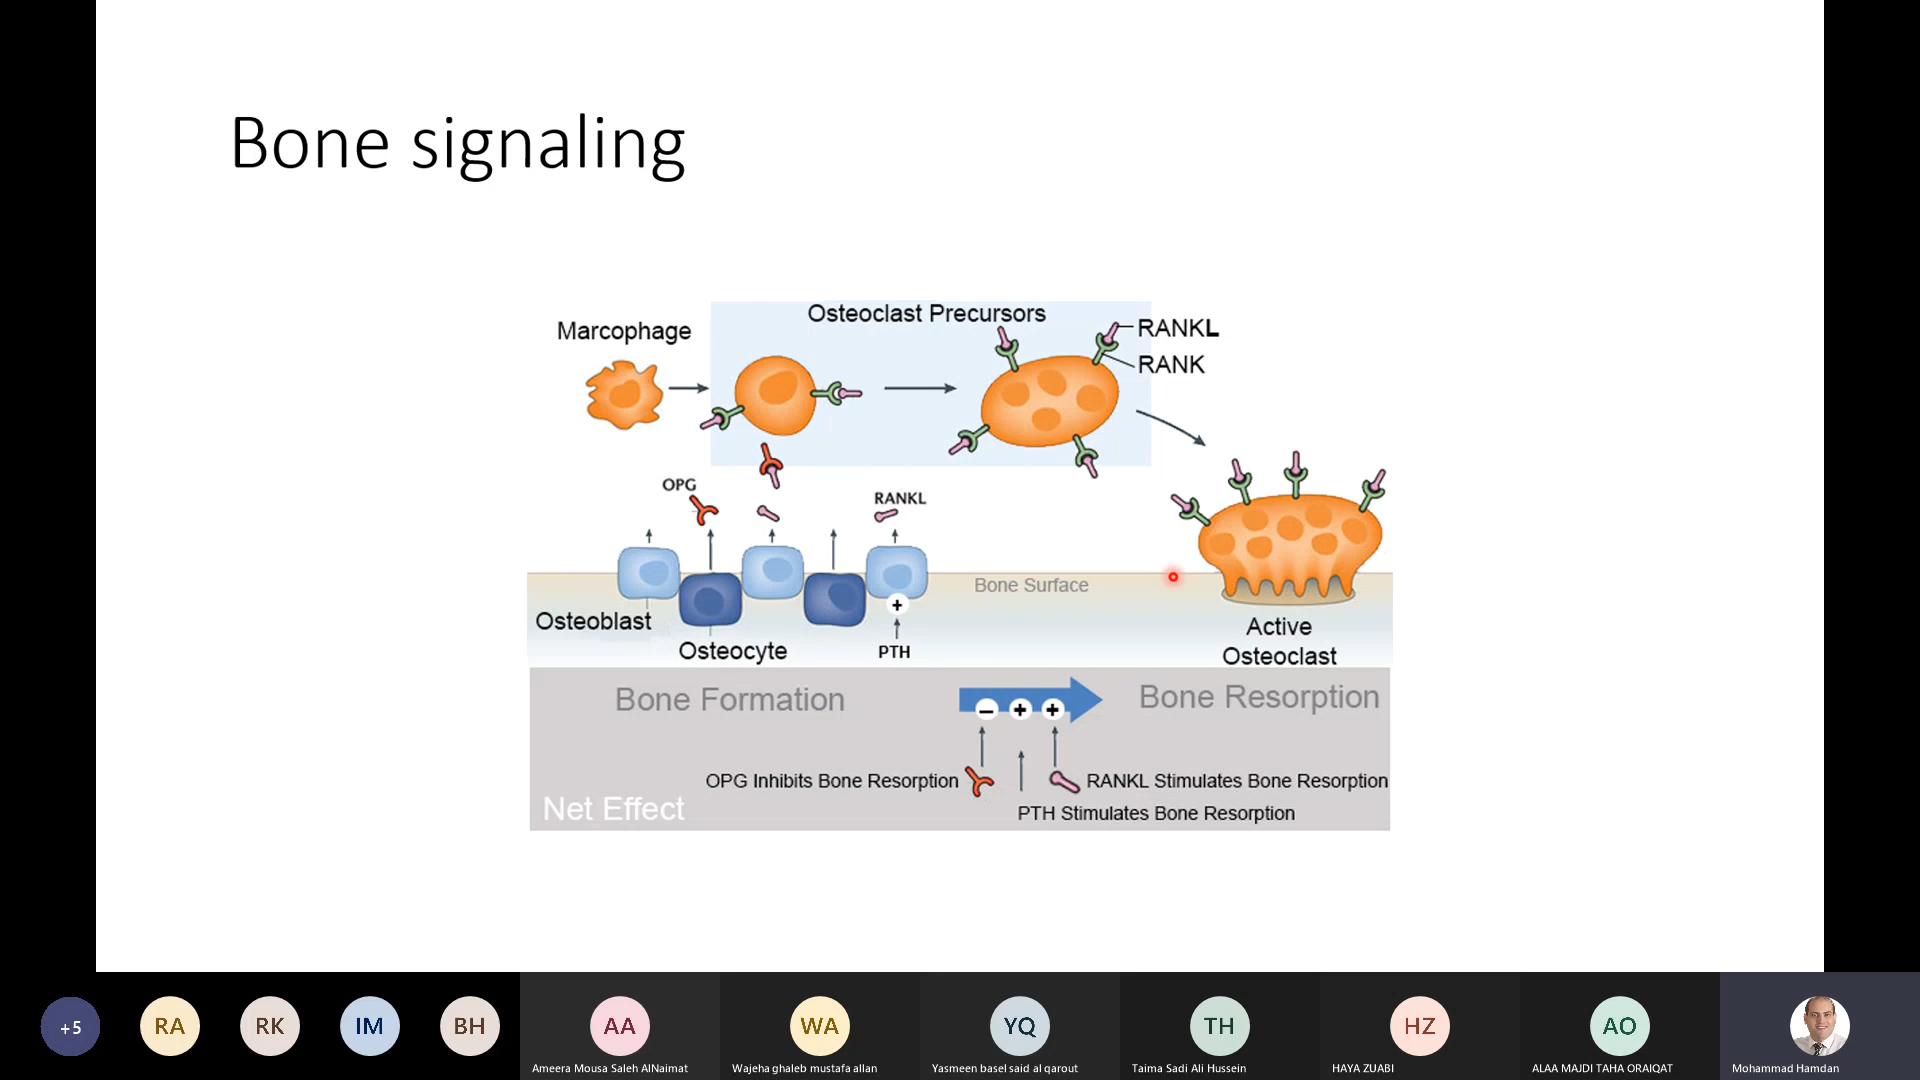 Bone signaling
Osteoclast Precursors
Marcophage
RANKL
RANK
OPG
RANKL
Bone Surface
Osteoblast
Osteocyte
PTH
Active
Osteoclast
Bone Formation
Bone Resorption
OPG Inhibits Bone Resorption
RANKL Stimulates Bone Resorption
Net Effect
PTH Stimulates Bone Resorption
+5
RA
RK
IM
BH
AA
WA
YQ
TH
HZ
AO
Ameera Mousa Saleh AlNaimat
Wajeha ghaleb mustafa allan
Yasmeen basel said al qarout
Taima Sadi Ali Hussein
HAYA ZUABI
ALAA MAJDI TAHA ORAIQAT
Mohammad Hamdan